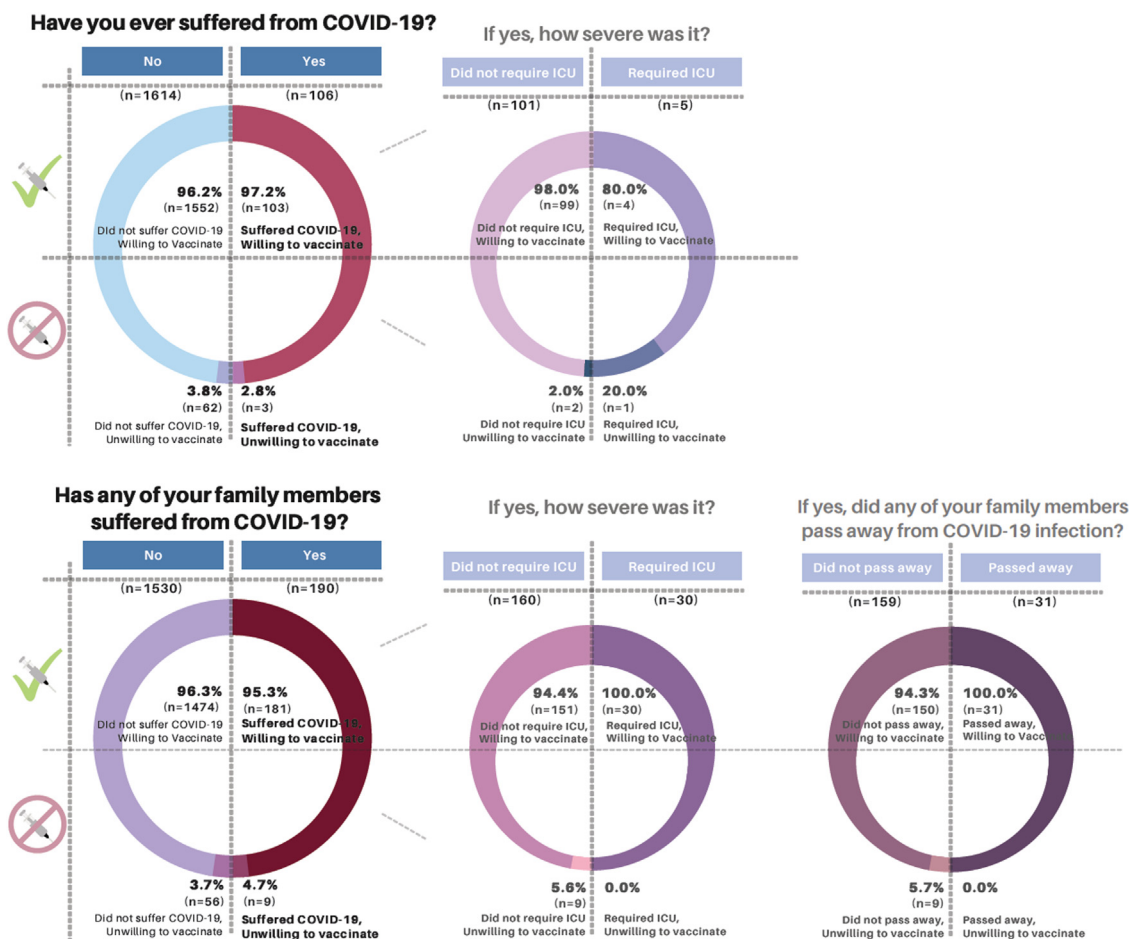 Have you ever suffered from COVID-19?
If yes, how severe was it?
No
Yes
Did not require ICU
Required ICU
(n=1614)
(n=106)
(n=101)
(n=5)
96.2%
(n=1552)
DId not suffer COVID-19
Willing to Vaccinate
97.2%
(n=103)
Suffered COVID-19,
Willing to vaccinate
98.0%
(n=99)
Did not require ICU,
Willing to vaccinate
80.0%
(n=4)
Required ICU,
Willing to Vaccinate
3.8%
(n=62)
Did not suffer COVID-19,
Unwilling to vaccinate
2.8%
(n=3)
Suffered COVID-19,
Unwilling to vaccinate
2.0%
(n=2)
Did not require ICU
Unwilling to vaccinate
20.0%
(n=1)
Required ICU,
Unwilling to vaccinate
Has any of your family members
suffered from COVID-19?
If yes, how severe was it?
If yes, did any of your family members
pass away from COVID-19 infection?
No
Yes
Did not require ICU
Required ICU
Did not pass away
Passed away
(n=1530)
(n=190)
(n=160)
(n=30)
(n=159)
(n=31)
96.3%
(n=1474)
DId not suffer COVID-19
Willing to Vaccinate
95.3%
(n=181)
Suffered COVID-19,
Willing to vaccinate
94.4%
(n=151)
Did not require ICU,
Willing to vaccinate
100.0%
(n=30)
Required ICU,
Willing to Vaccinate
94.3%
(n=150)
Did not pass away,
Willing to vaccinate
100.0%
(n=31)
Passed away,
Willing to Vaccinate
3.7%
(n=56)
Did not suffer COVID-19,
Unwilling to vaccinate
4.7%
(n=9)
Suffered COVID-19,
Unwilling to vaccinate
5.6%
(n=9)
Did not require ICU
Unwilling to vaccinate
0.0%
Required ICU,
Unwilling to vaccinate
5.7%
(n=9)
Did not pass away,
Unwilling to vaccinate
0.0%
Passed away,
Unwilling to vaccinate